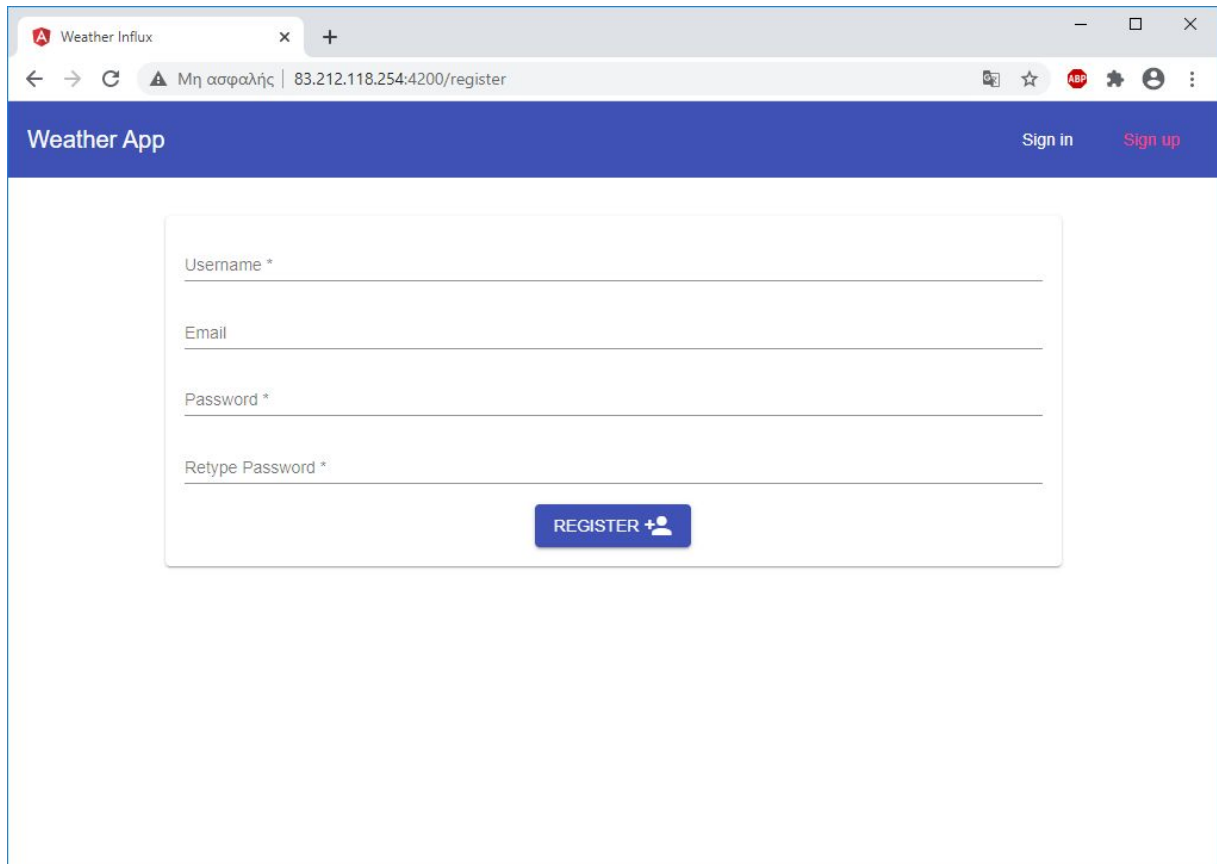 Weather Influx
Μη ασφαλής | 83.212.118.254:4200/register
ABP
Weather App Sign in Sign up
Username *
Email
Password *
Retype Password *
REGISTER